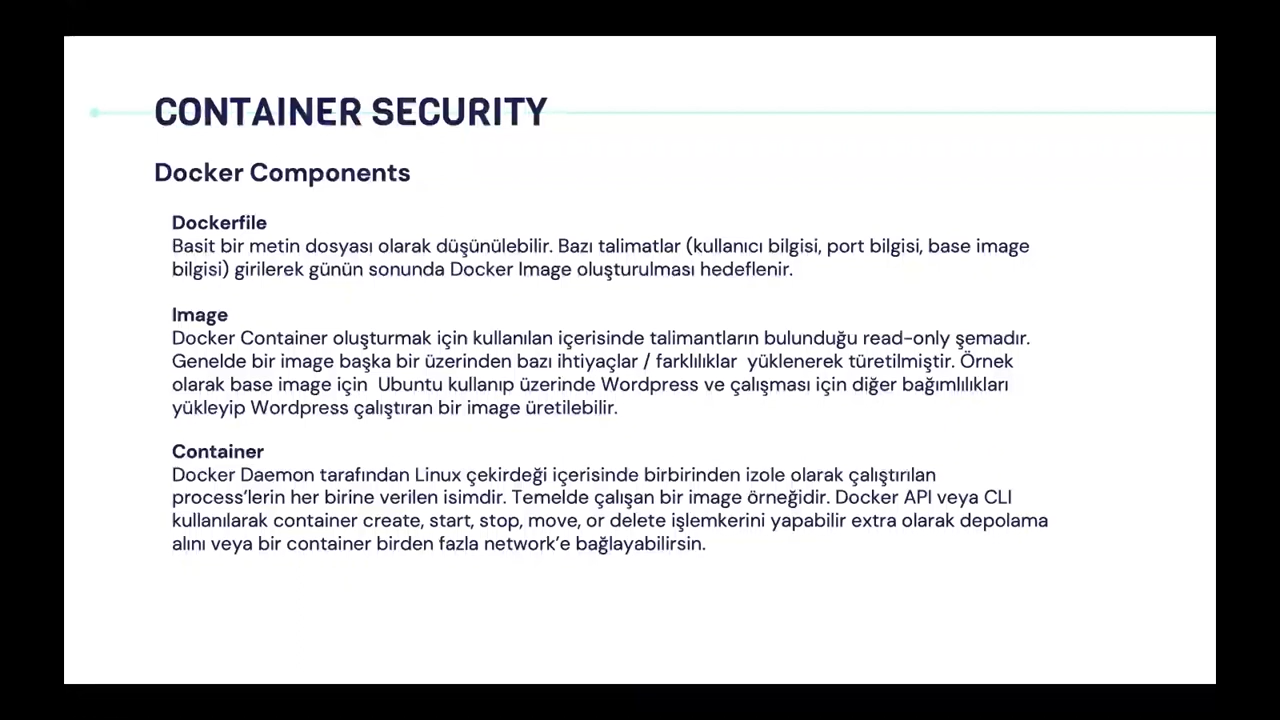 CONTAINER SECURITY
Docker Components
Dockerfile
Basit bir metin dosyası olarak düşünülebilir. Bazı talimatlar (kullanıcı bilgisi, port bilgisi, base image
bilgisi) girilerek günün sonunda Docker Image oluşturulması hedeflenir.
Image
Docker Container oluşturmak için kullanılan içerisinde talimantların bulunduğu read-only şemadır.
Genelde bir image başka bir üzerinden bazı ihtiyaçlar / farklılıklar  yüklenerek türetilmiştir. Örnek
olarak base image için  Ubuntu kullanıp üzerinde Wordpress ve çalışması için diğer bağımlılıkları
yükleyip Wordpress çalıştıran bir image üretilebilir.
Container
Docker Daemon tarafından Linux çekirdeği içerisinde birbirinden izole olarak çalıştırılan
process’lerin her birine verilen isimdir. Temelde çalışan bir image örneğidir. Docker API veya CLI
kullanılarak container create, start, stop, move, or delete işlemkerini yapabilir extra olarak depolama
alını veya bir container birden fazla network’e bağlayabilirsin.